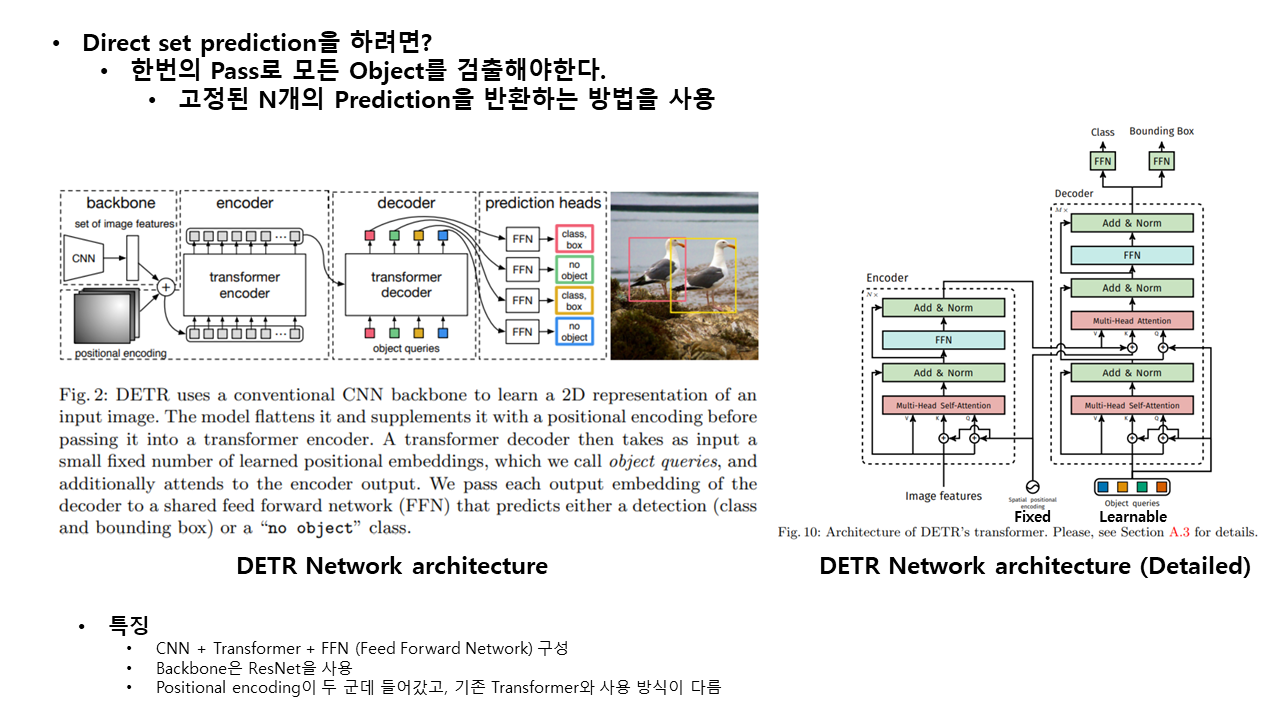 • Direct set prediction을 하려면?
• 한번의 Pass로 모든 Object를 검출해야한다.
• 고정된 N개의 Prediction을 반환하는 방법을 사용
backbone
set of image features
CNN
+
positional encoding
encoder
...
transformer
encoder
...
decoder
transformer
decoder
object queries
prediction heads
FFN
class,
box
FFN
no
object
FFN
class,
box
FFN
no
object
Fig. 2: DETR uses a conventional CNN backbone to learn a 2D representation of an
input image. The model flattens it and supplements it with a positional encoding before
passing it into a transformer encoder. A transformer decoder then takes as input a
small fixed number of learned positional embeddings, which we call object queries, and
additionally attends to the encoder output. We pass each output embedding of the
decoder to a shared feed forward network (FFN) that predicts either a detection (class
and bounding box) or a “no object” class.
DETR Network architecture
Class
Bounding Box
FFN
FFN
Decoder
M×
Add & Norm
FFN
Add & Norm
Multi-Head Attention
V
K
Q
Add & Norm
Multi-Head Self-Attention
V
K
Q
Encoder
N×
Add & Norm
FFN
Add & Norm
Multi-Head Self-Attention
V
K
Q
Image features
Spatial positional
encoding
Fixed
Object queries
Learnable
Fig. 10: Architecture of DETR’s transformer. Please, see Section A.3 for details.
DETR Network architecture (Detailed)
• 특징
• CNN + Transformer + FFN (Feed Forward Network) 구성
• Backbone은 ResNet을 사용
• Positional encoding이 두 군데 들어갔고, 기존 Transformer와 사용 방식이 다름